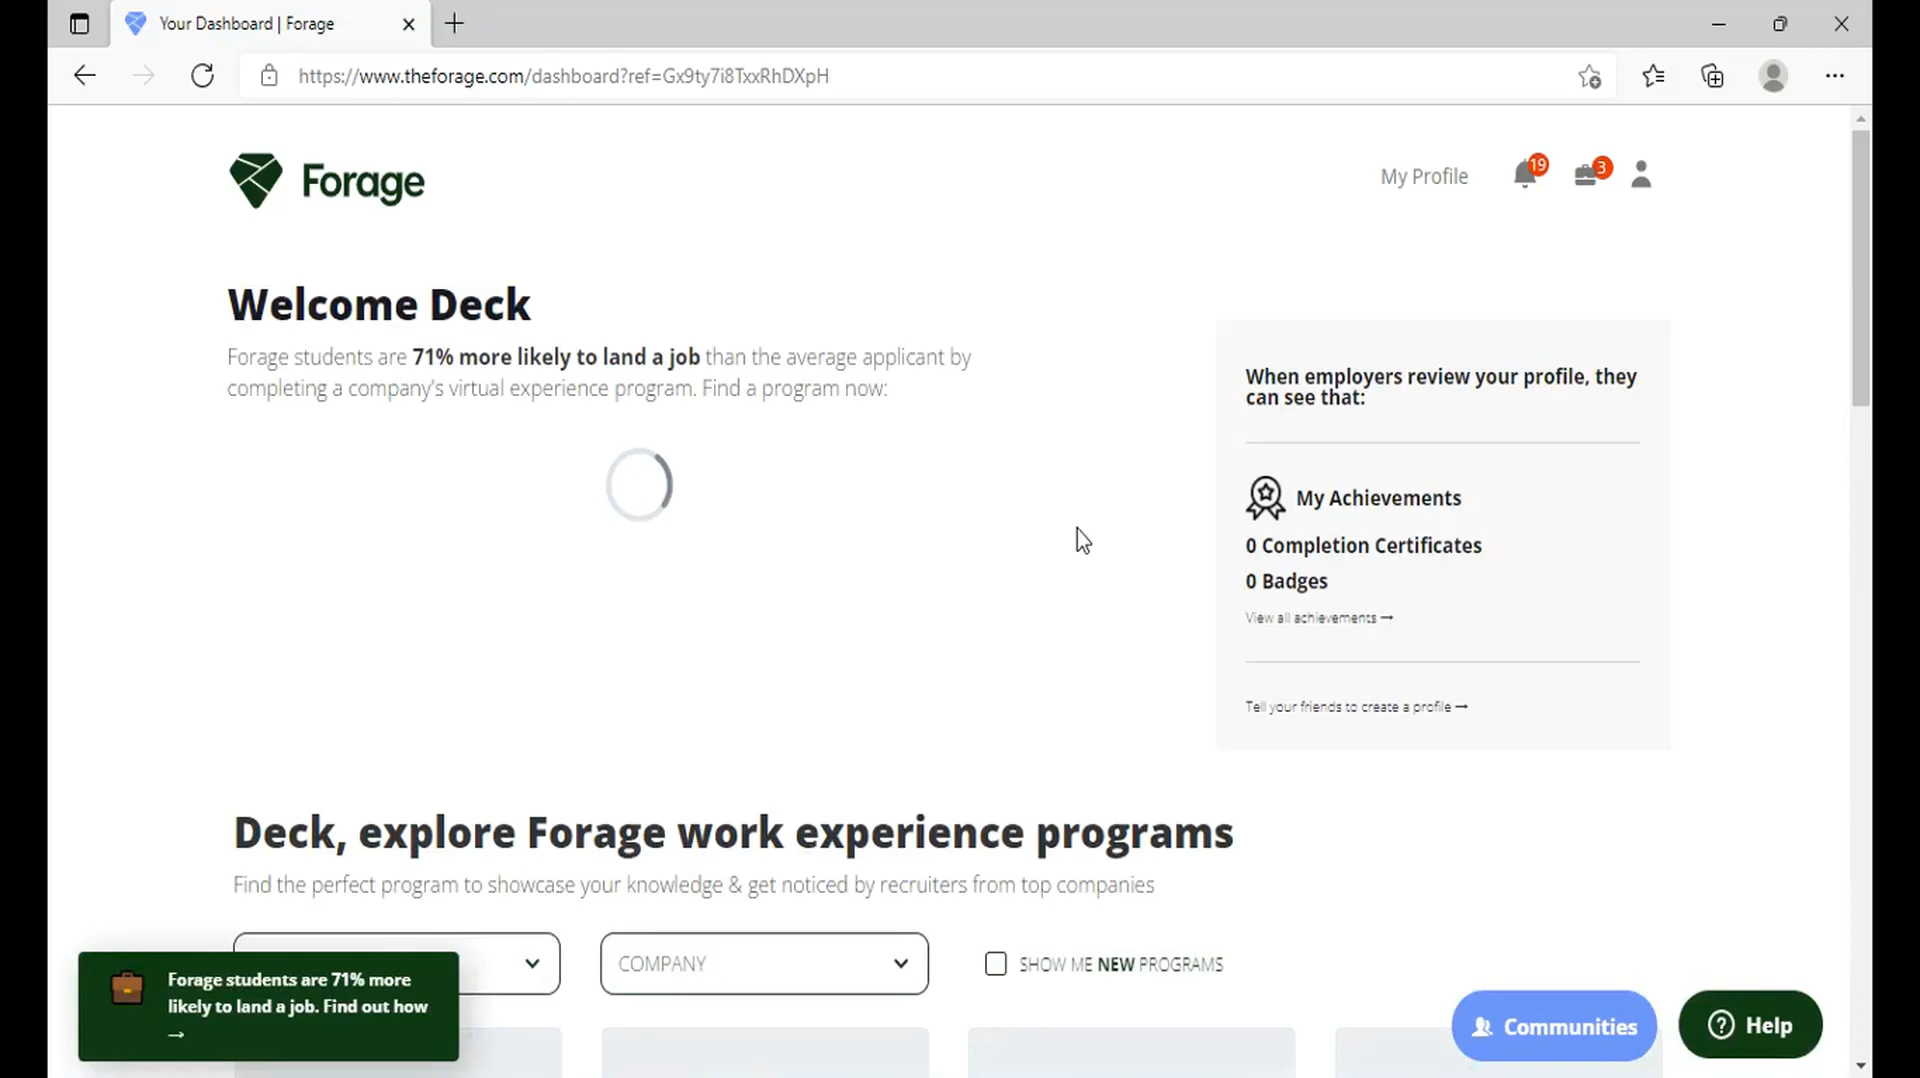 Your Dashboard | Forage
https://www.theforage.com/dashboard?ref=Gx9ty7i8TxxRhDXpH
Forage
My Profile
19
3
Welcome Deck
Forage students are 71% more likely to land a job than the average applicant by
completing a company's virtual experience program. Find a program now:
When employers review your profile, they
can see that:
My Achievements
0 Completion Certificates
0 Badges
View all achievements →
Tell your friends to create a profile →
Deck, explore Forage work experience programs
Find the perfect program to showcase your knowledge & get noticed by recruiters from top companies
COMPANY
SHOW ME NEW PROGRAMS
Forage students are 71% more
likely to land a job. Find out how
→
Communities
Help